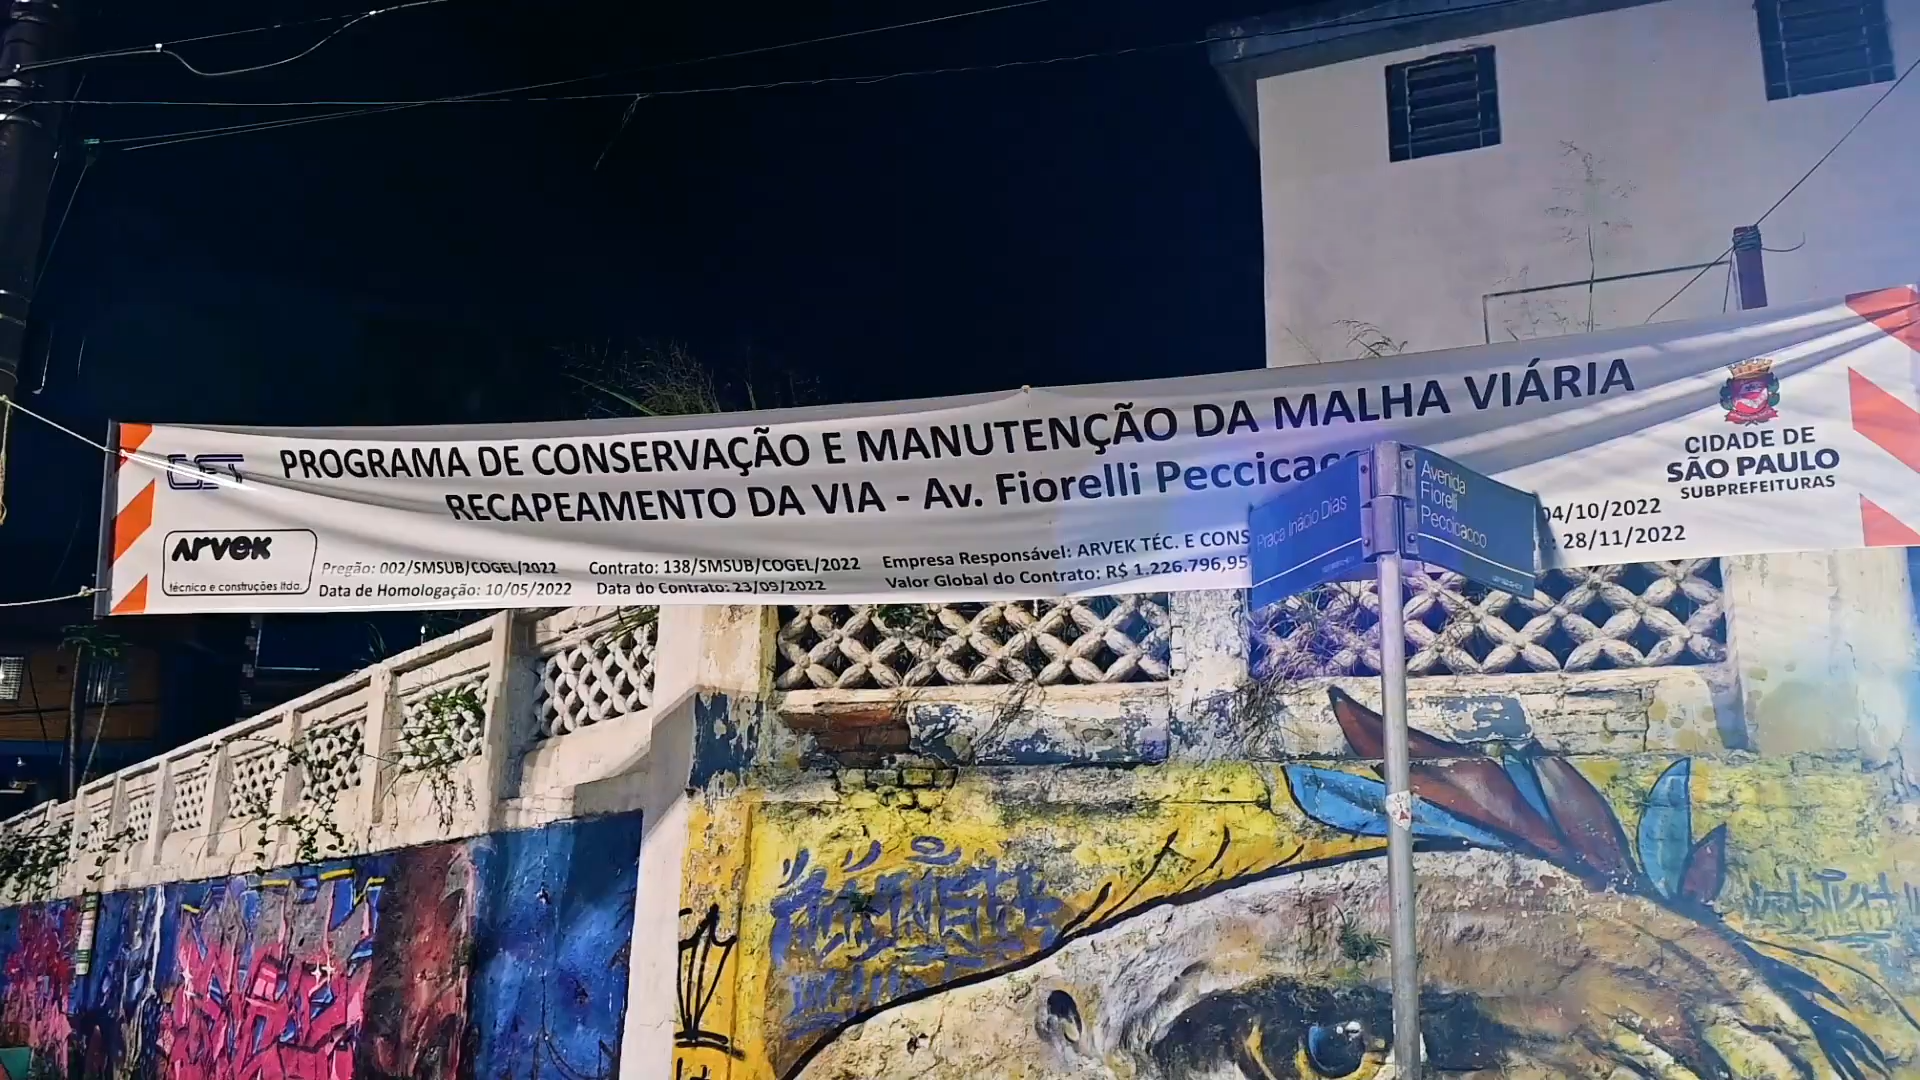 CET
PROGRAMA DE CONSERVAÇÃO E MANUTENÇÃO DA MALHA VIÁRIA
RECAPEAMENTO DA VIA - Av. Fiorelli Peccicacc
ARVEK
técnica e construções ltda.
Pregão: 002/SMSUB/COGEL/2022
Data de Homologação: 10/05/2022
Contrato: 138/SMSUB/COGEL/2022
Data do Contrato: 23/09/2022
Empresa Responsável: ARVEK TÉC. E CONS
Valor Global do Contrato: R$ 1.226.796,95
04/10/2022
28/11/2022
CIDADE DE
SÃO PAULO
SUBPREFEITURAS
Praça Inácio Dias
Avenida
Fiorelli
Peccicacco